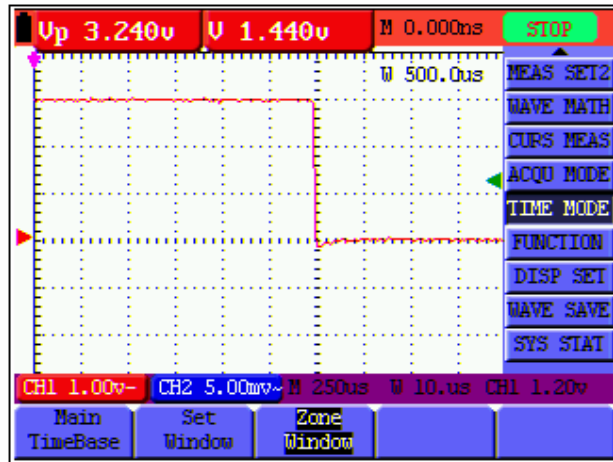 Vp 3.240v V 1.440v M 0.000ns STOP
W 500.0us
MEAS SET2
WAVE MATH
CURS MEAS
ACQU MODE
TIME MODE
FUNCTION
DISP SET
WAVE SAVE
SYS STAT
CH1 1.00v- CH2 5.00mv~ M 250us W 10.us CH1 1.20v
Main TimeBase
Set Window
Zone Window